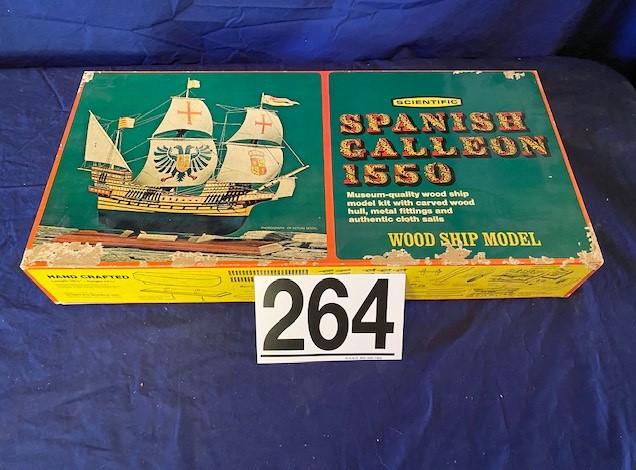 SCIENTIFIC
SPANISH
GALLEON
1550
Museum-quality wood ship
model kit with carved wood
hull, metal fittings and
authentic cloth sails
WOOD SHIP MODEL
HAND CRAFTED
264